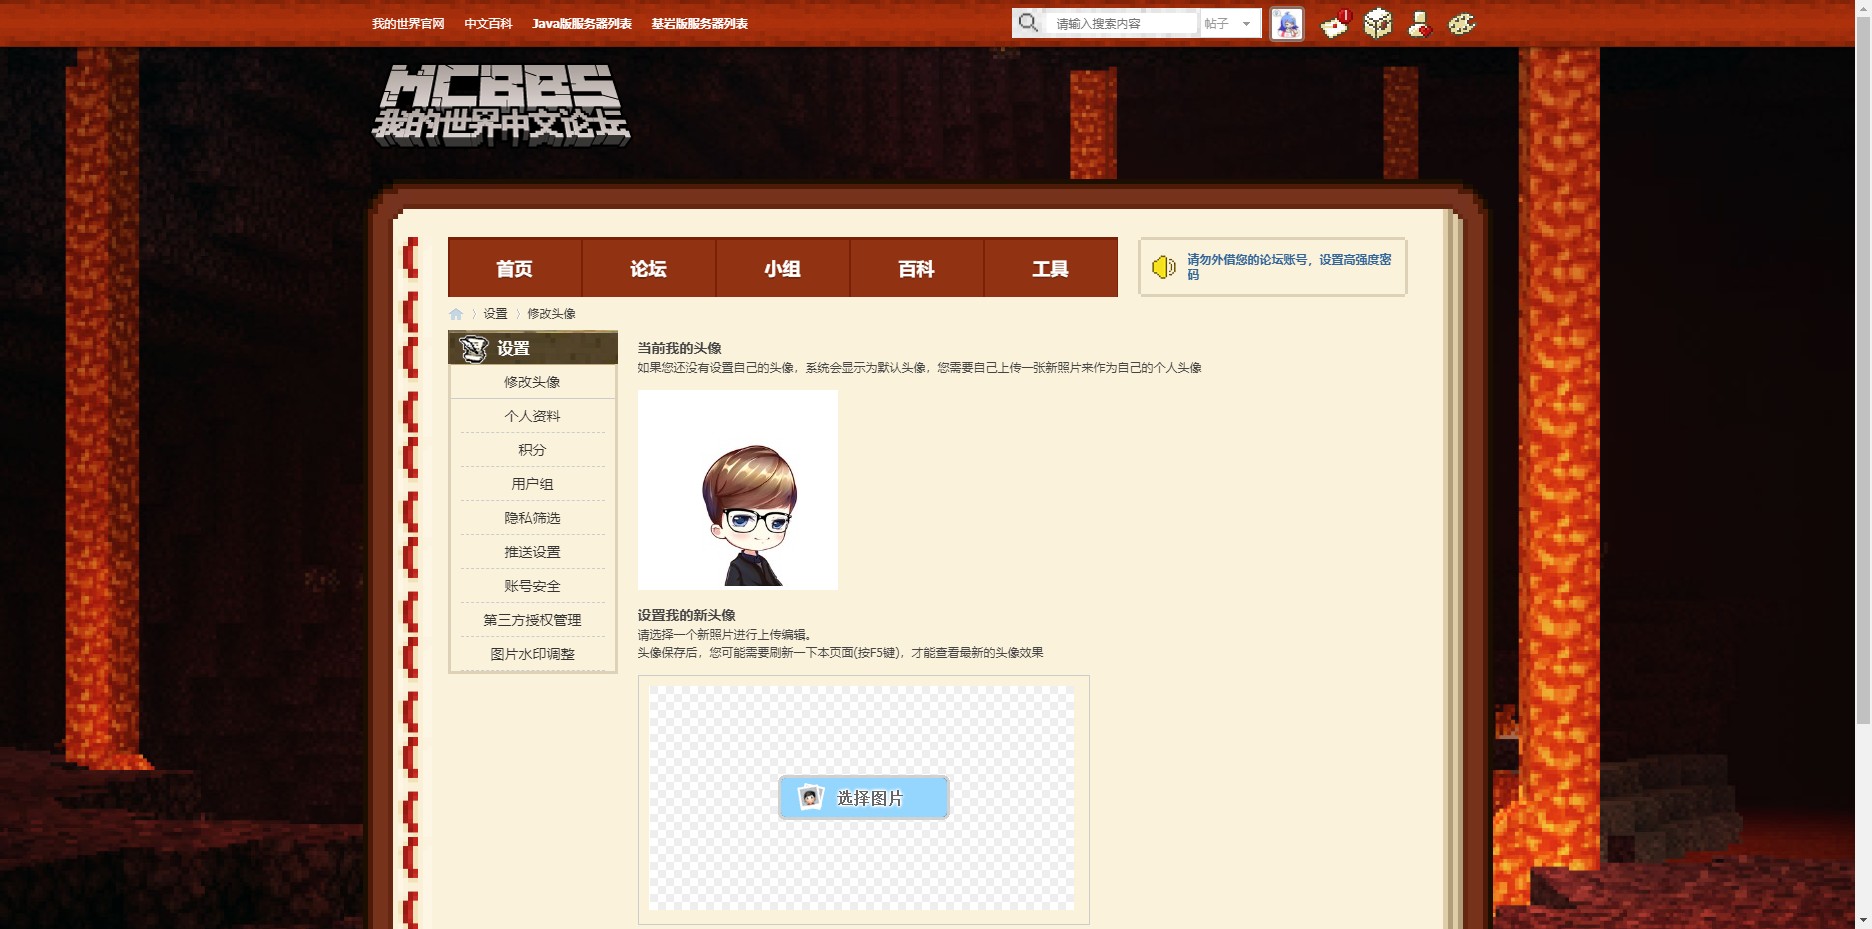 我的世界官网 中文百科 Java版服务器列表 基岩版服务器列表
请输入搜索内容 帖子
1
MCBBS
我的世界中文论坛
首页 论坛 小组 百科 工具
请勿外借您的论坛账号，设置高强度密
码
设置 修改头像
设置
修改头像
个人资料
积分
用户组
隐私筛选
推送设置
账号安全
第三方授权管理
图片水印调整
当前我的头像
如果您还没有设置自己的头像，系统会显示为默认头像，您需要自己上传一张新照片来作为自己的个人头像
设置我的新头像
请选择一个新照片进行上传编辑。
头像保存后，您可能需要刷新一下本页面(按F5键)，才能查看最新的头像效果
选择图片